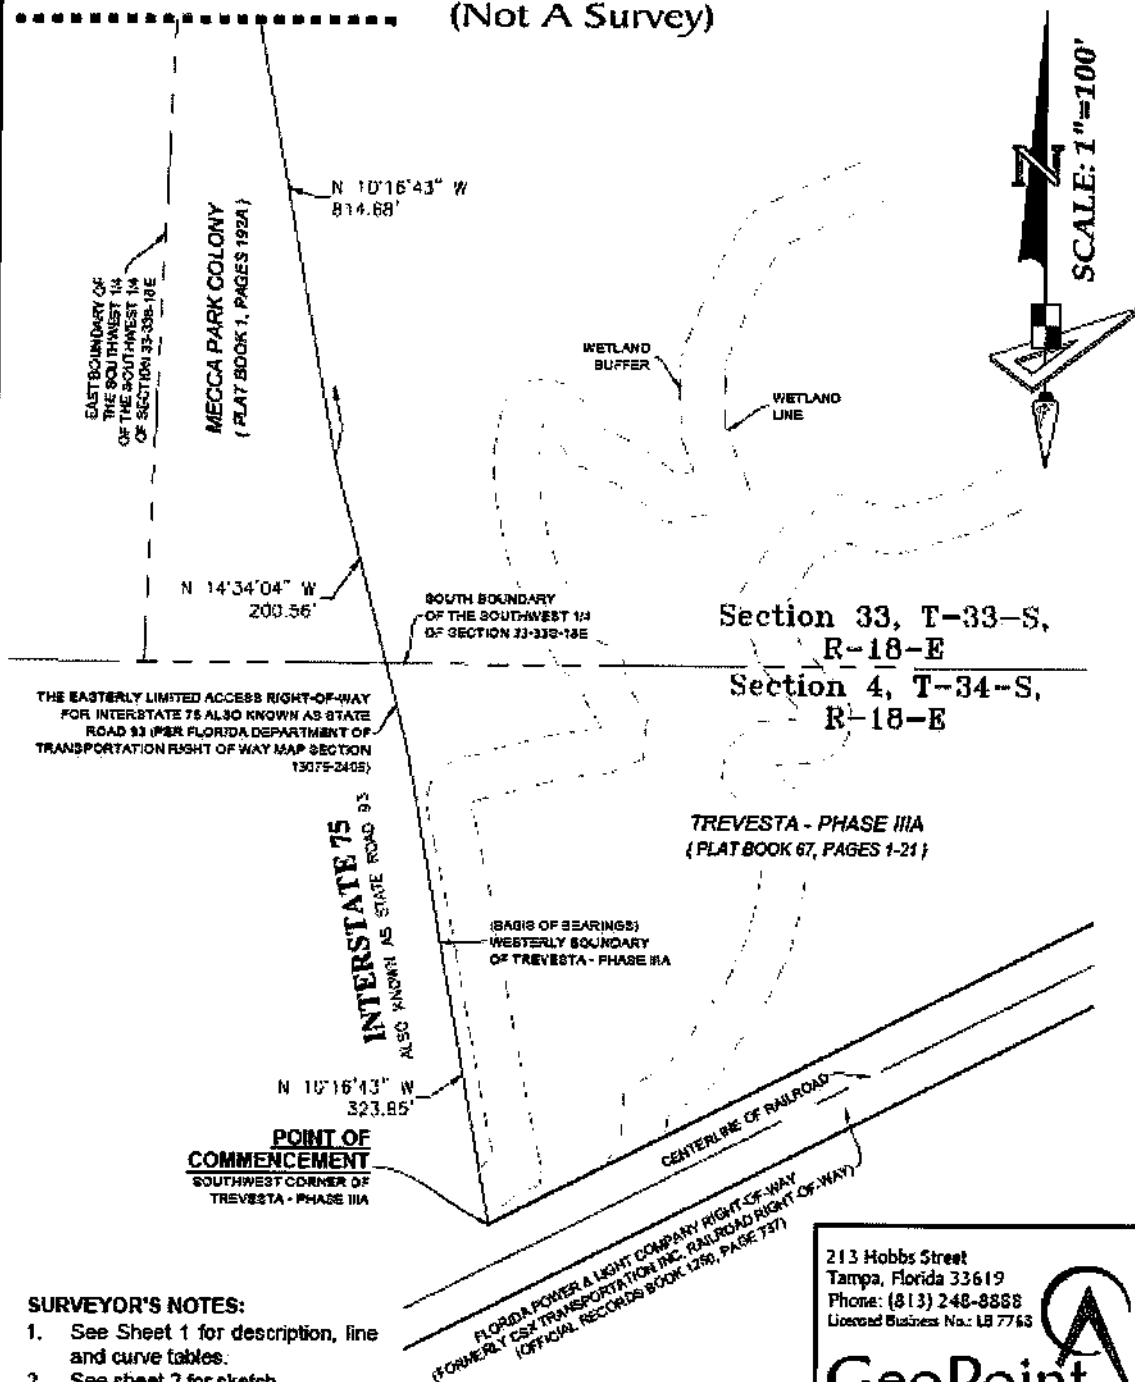 (Not A Survey)
SCALE: 1"=100'
N
N 10°16'43" W
814.68'
EAST BOUNDARY OF
THE SOUTHWEST 1/4
OF THE SOUTHWEST 1/4
OF SECTION 33-33S-18E
MECCA PARK COLONY
( PLAT BOOK 1, PAGES 192A)
WETLAND
BUFFER
WETLAND
LINE
N 14°34'04" W
200.56'
SOUTH BOUNDARY
OF THE SOUTHWEST 1/4
OF SECTION 33-33S-18E
Section 33, T-33-S,
R-18-E
Section 4, T-34-S,
R-18-E
THE EASTERLY LIMITED ACCESS RIGHT-OF-WAY
FOR INTERSTATE 75 ALSO KNOWN AS STATE
ROAD 93 (PER FLORIDA DEPARTMENT OF
TRANSPORTATION RIGHT OF WAY MAP SECTION
13075-2405)
INTERSTATE 75
ALSO KNOWN AS STATE ROAD 93
TREVESTA - PHASE IIIA
( PLAT BOOK 67, PAGES 1-21 )
(BASIS OF BEARINGS)
WESTERLY BOUNDARY
OF TREVESTA - PHASE IIIA
N 10°16'43" W
323.85'
POINT OF
COMMENCEMENT
SOUTHWEST CORNER OF
TREVESTA - PHASE IIIA
CENTERLINE OF RAILROAD
FLORIDA POWER & LIGHT COMPANY RIGHT-OF-WAY
(FORMERLY CSX TRANSPORTATION INC. RAILROAD RIGHT-OF-WAY)
(OFFICIAL RECORDS BOOK 1250, PAGE 737)
SURVEYOR'S NOTES:
1. See Sheet 1 for description, line
and curve tables.
2. See sheet 2 for sketch
213 Hobbs Street
Tampa, Florida 33619
Phone: (813) 248-8888
Licensed Business No.: LB 7768
GeoPoint